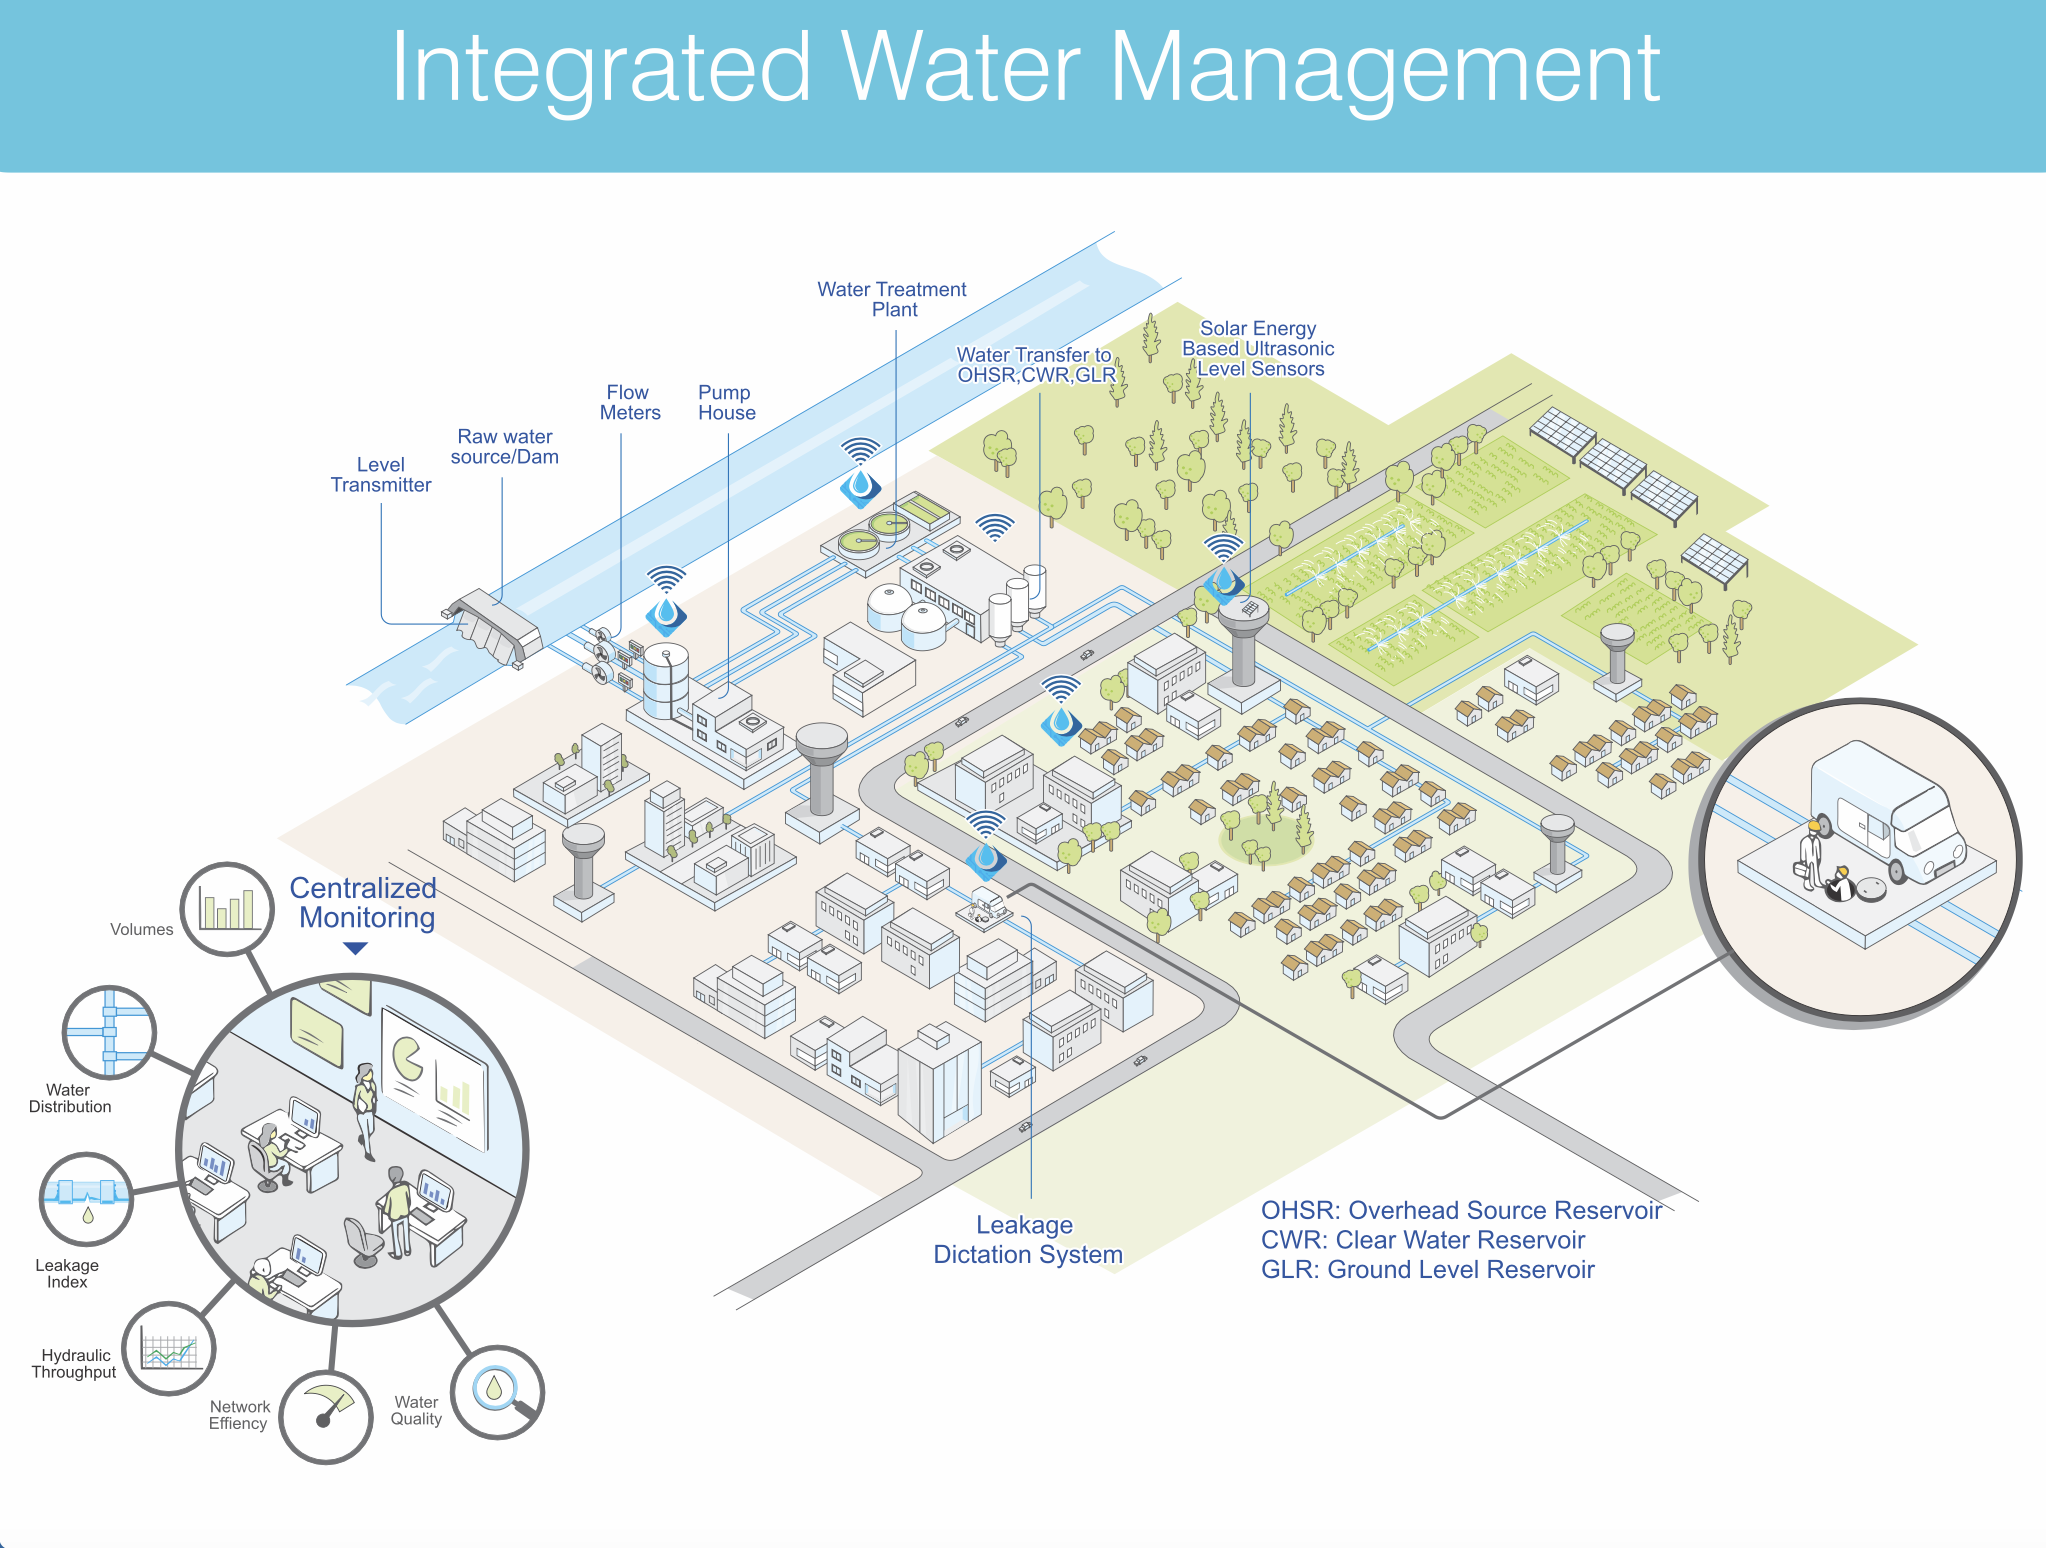 Integrated Water Management
Water Treatment
Plant
Solar Energy
Based Ultrasonic
Level Sensors
Water Transfer to
OHSR,CWR,GLR
Flow
Meters
Pump
House
Raw water
source/Dam
Level
Transmitter
Centralized
Monitoring
Volumes
Water
Distribution
Leakage
Index
Hydraulic
Throughput
Network
Effiency
Water
Quality
Leakage
Dictation System
OHSR: Overhead Source Reservoir
CWR: Clear Water Reservoir
GLR: Ground Level Reservoir